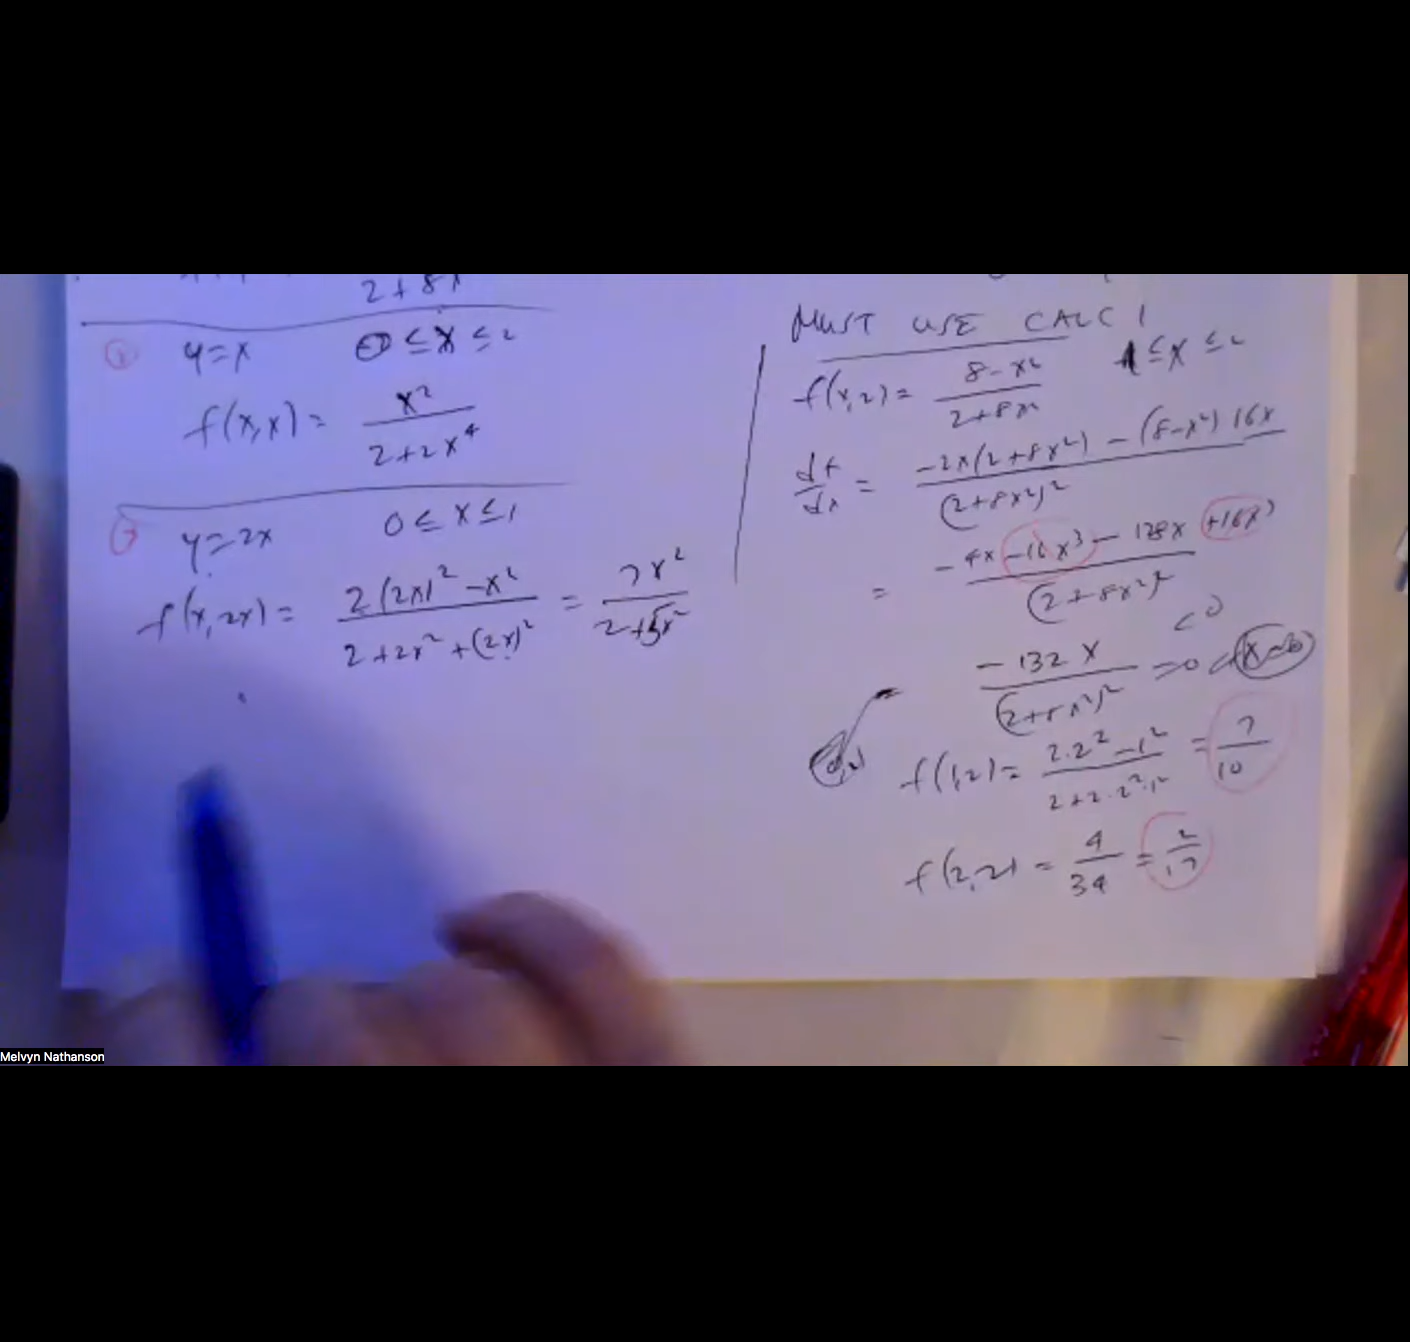 2 + 8x
② y = x   0 ≤ x ≤ 2
f(x,x) = x² / (2 + 2x⁴)
y = 2x   0 ≤ x ≤ 1
f(x,2x) = (2(2x)² - x²) / (2 + 2x² + (2x)²) = 7x² / (2 + 5x²)
MUST USE CALC 1
f(x,2) = (8 - x²) / (2 + 8x²)   1 ≤ x ≤ 2
df/dx = (-2x(2 + 8x²) - (8 - x²) 16x) / (2 + 8x²)²
= (-4x - 16x³ - 128x + 16x³) / (2 + 8x²)²
< 0
-132x / (2 + 8x²)² = 0
f(1,2) = (2·2² - 1²) / (2 + 2·2²·1²) = 7/10
f(2,2) = 4/34 = 2/17
Melvyn Nathanson